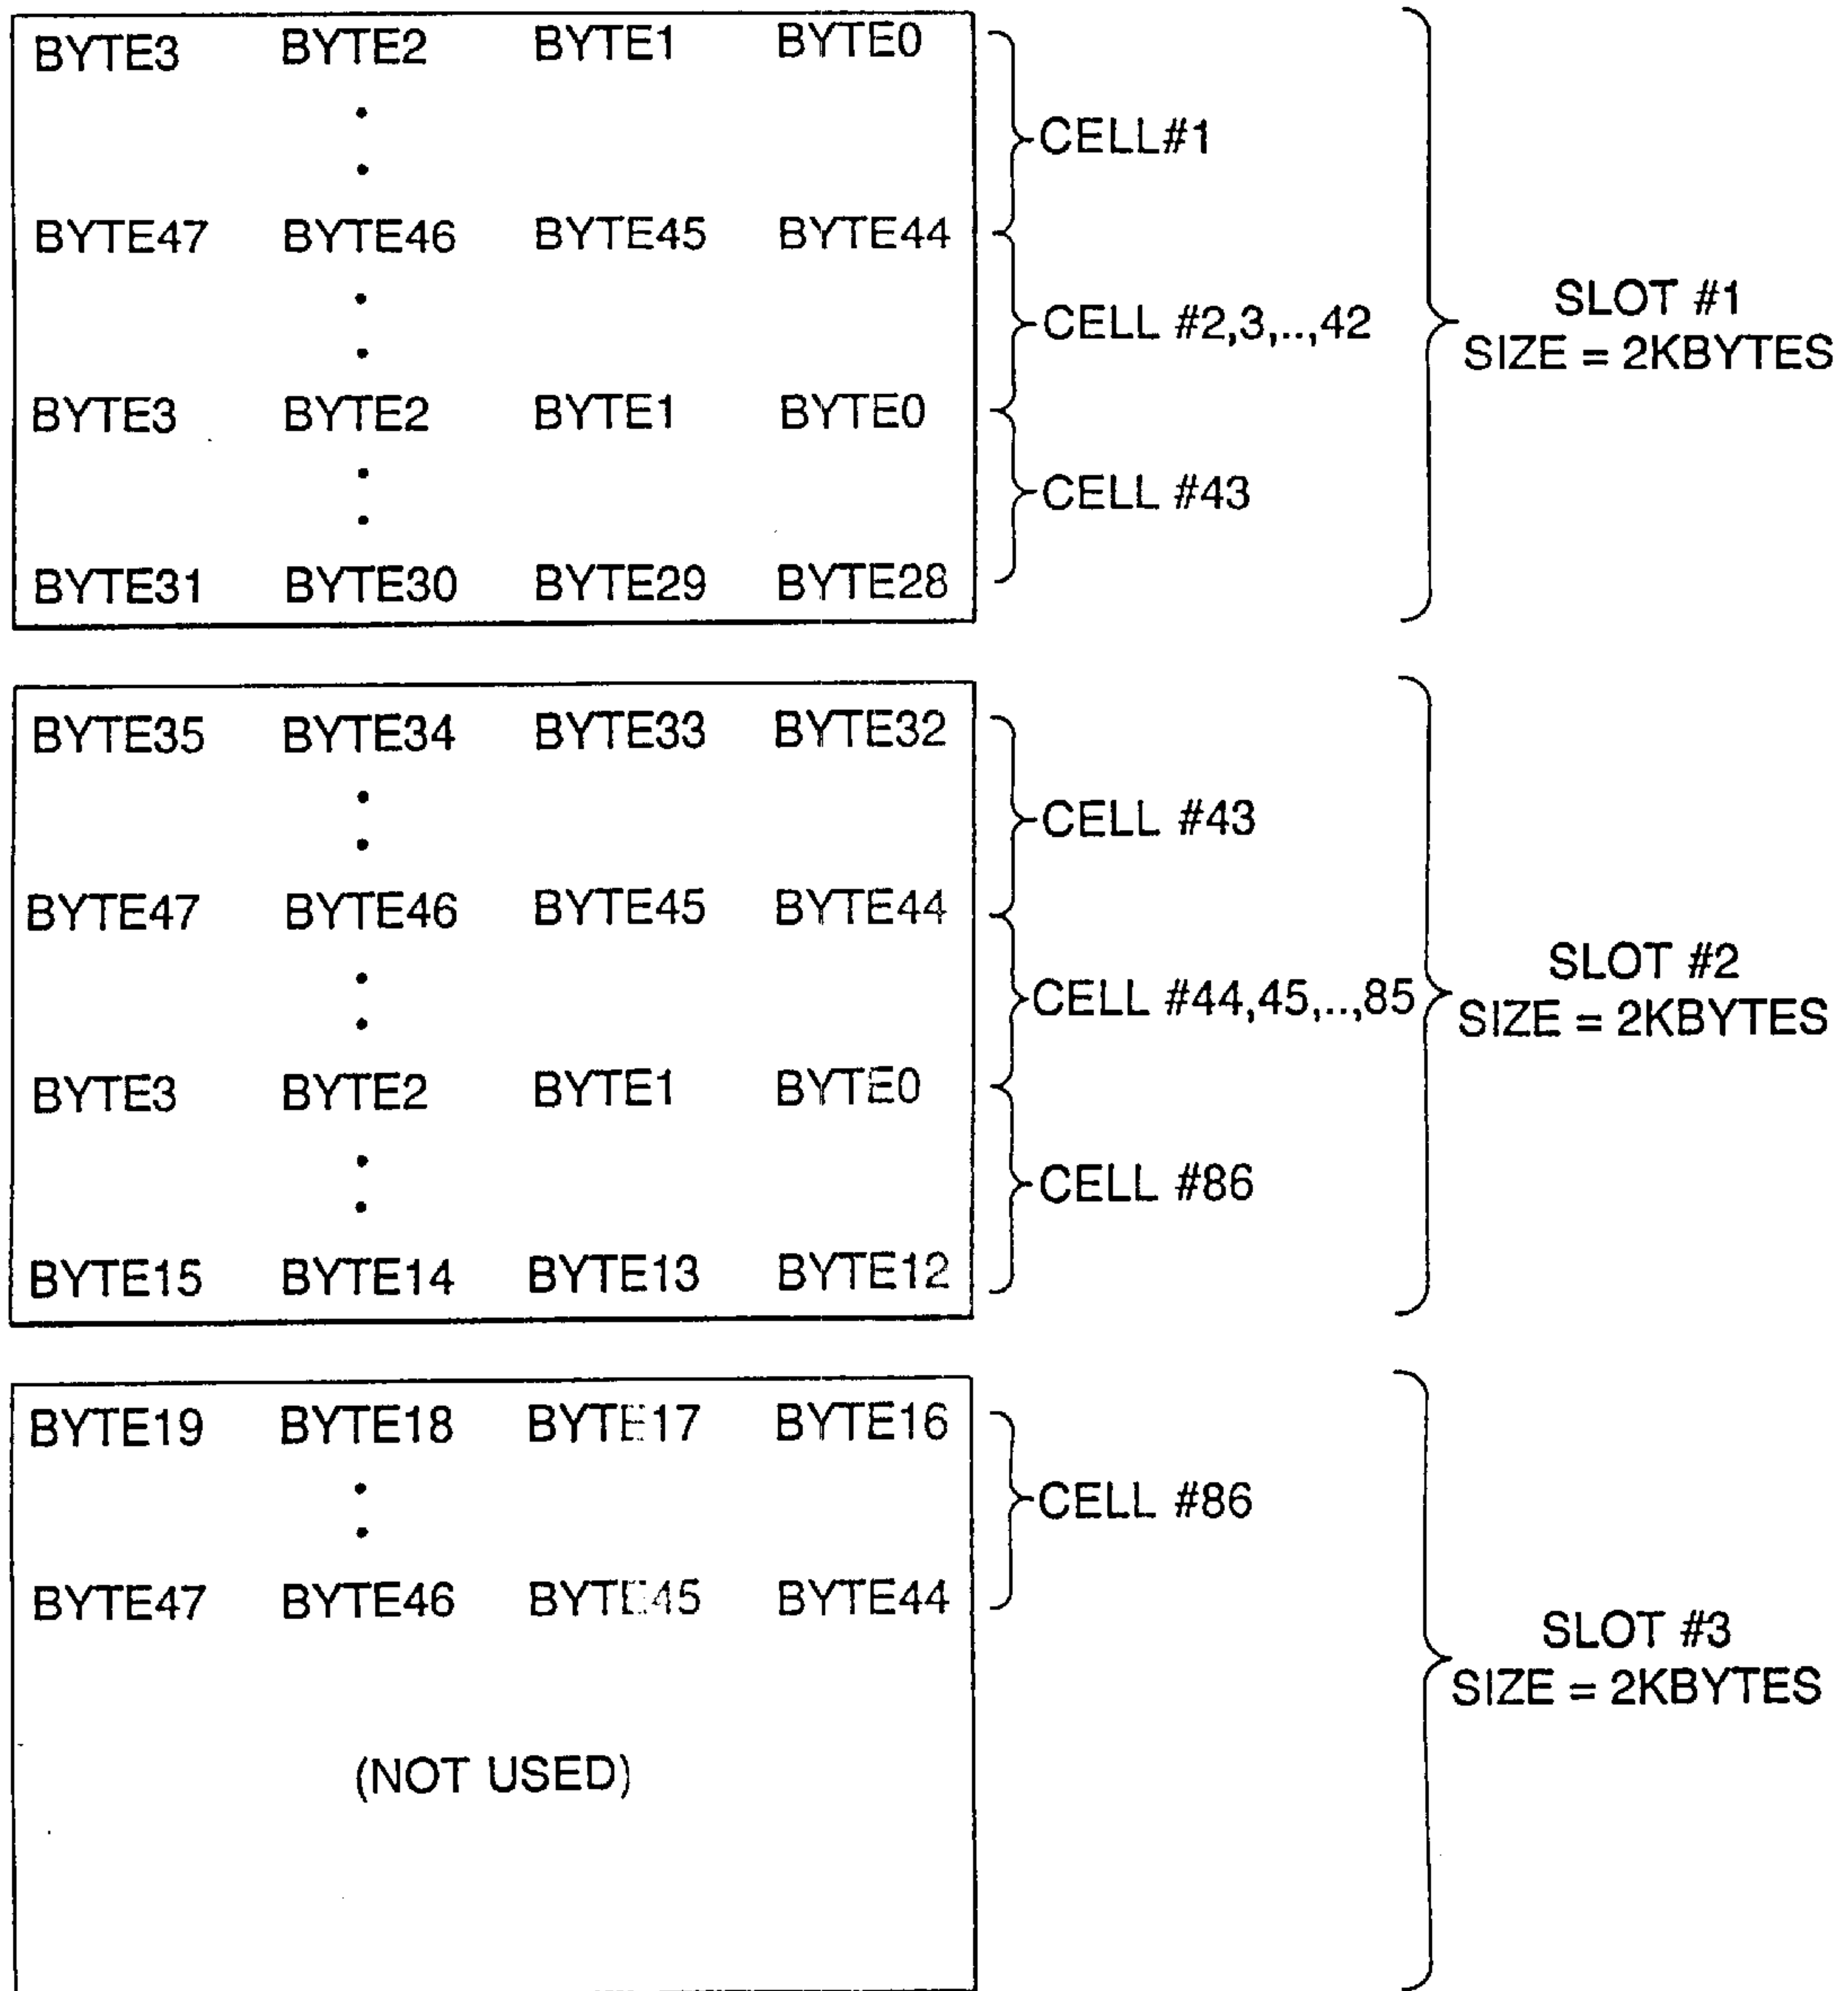 BYTE3 BYTE2 BYTE1 BYTE0
CELL#1
BYTE47 BYTE46 BYTE45 BYTE44
CELL #2,3,..,42
SLOT #1
SIZE = 2KBYTES
BYTE3 BYTE2 BYTE1 BYTE0
CELL #43
BYTE31 BYTE30 BYTE29 BYTE28
BYTE35 BYTE34 BYTE33 BYTE32
CELL #43
BYTE47 BYTE46 BYTE45 BYTE44
CELL #44,45,..,85
SLOT #2
SIZE = 2KBYTES
BYTE3 BYTE2 BYTE1 BYTE0
CELL #86
BYTE15 BYTE14 BYTE13 BYTE12
BYTE19 BYTE18 BYTE17 BYTE16
CELL #86
BYTE47 BYTE46 BYTE45 BYTE44
SLOT #3
SIZE = 2KBYTES
(NOT USED)